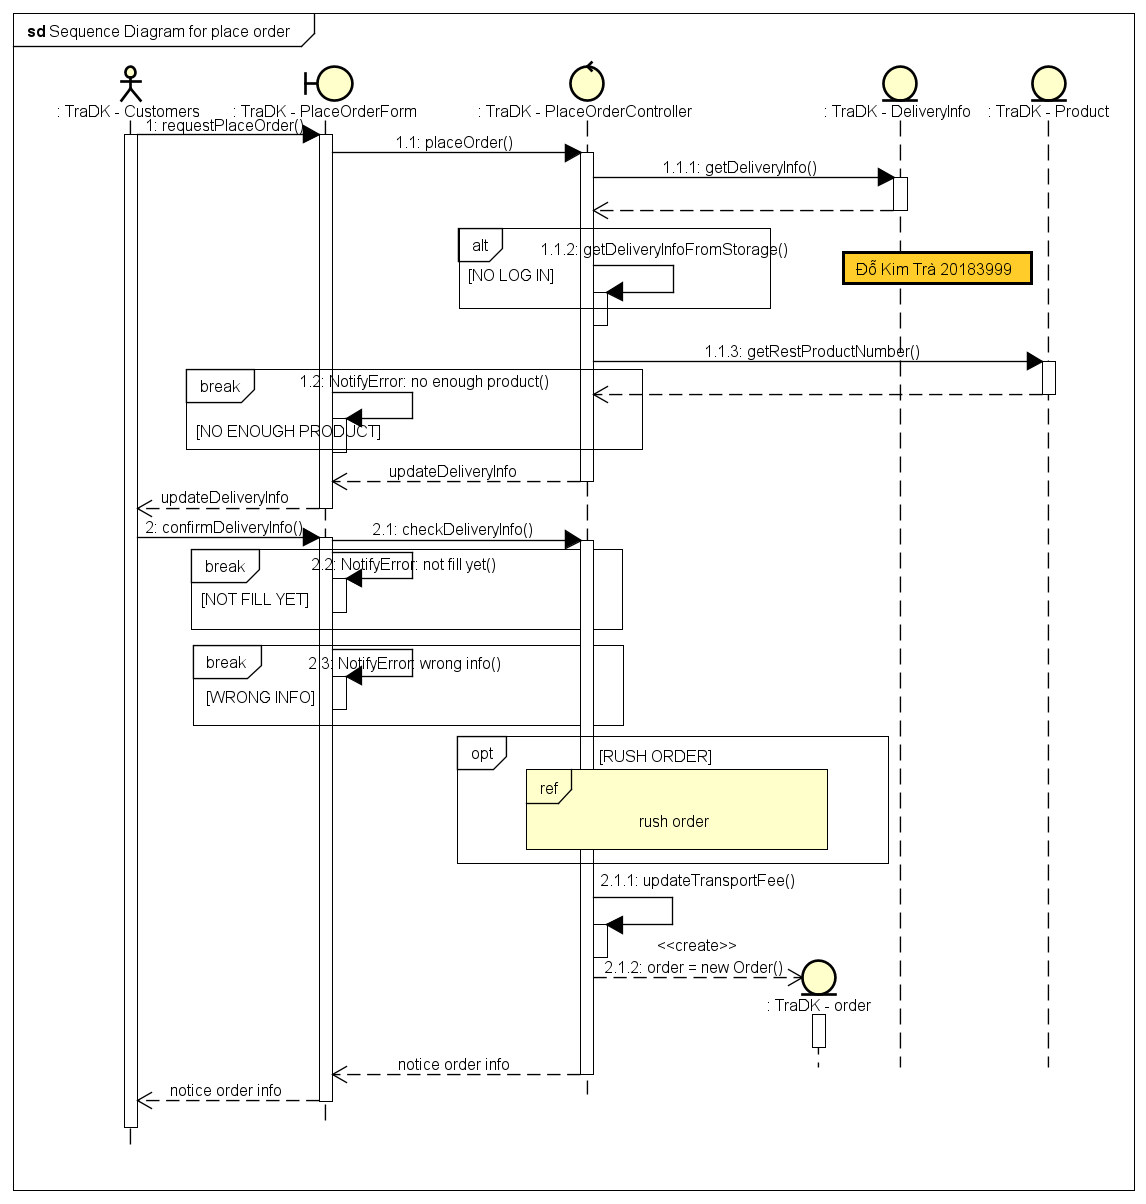 sd Sequence Diagram for place order
: TraDK - Customers
: TraDK - PlaceOrderForm
: TraDK - PlaceOrderController
: TraDK - DeliveryInfo
: TraDK - Product
1: requestPlaceOrder()
1.1: placeOrder()
1.1.1: getDeliveryInfo()
alt
1.1.2: getDeliveryInfoFromStorage()
[NO LOG IN]
Đỗ Kim Trà 20183999
1.1.3: getRestProductNumber()
break
1.2: NotifyError: no enough product()
[NO ENOUGH PRODUCT]
updateDeliveryInfo
updateDeliveryInfo
2: confirmDeliveryInfo()
2.1: checkDeliveryInfo()
break
2.2: NotifyError: not fill yet()
[NOT FILL YET]
break
2.3: NotifyError: wrong info()
[WRONG INFO]
opt
[RUSH ORDER]
ref
rush order
2.1.1: updateTransportFee()
<<create>>
2.1.2: order = new Order()
: TraDK - order
notice order info
notice order info